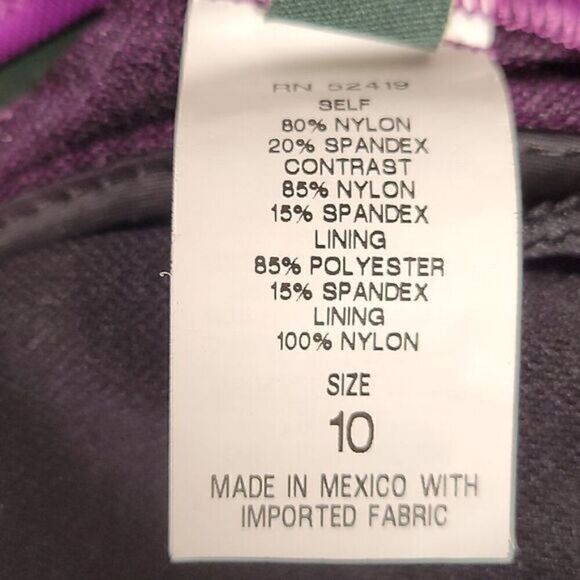 RN 52419
SELF
80% NYLON
20% SPANDEX
CONTRAST
85% NYLON
15% SPANDEX
LINING
85% POLYESTER
15% SPANDEX
LINING
100% NYLON
SIZE
10
MADE IN MEXICO WITH
IMPORTED FABRIC